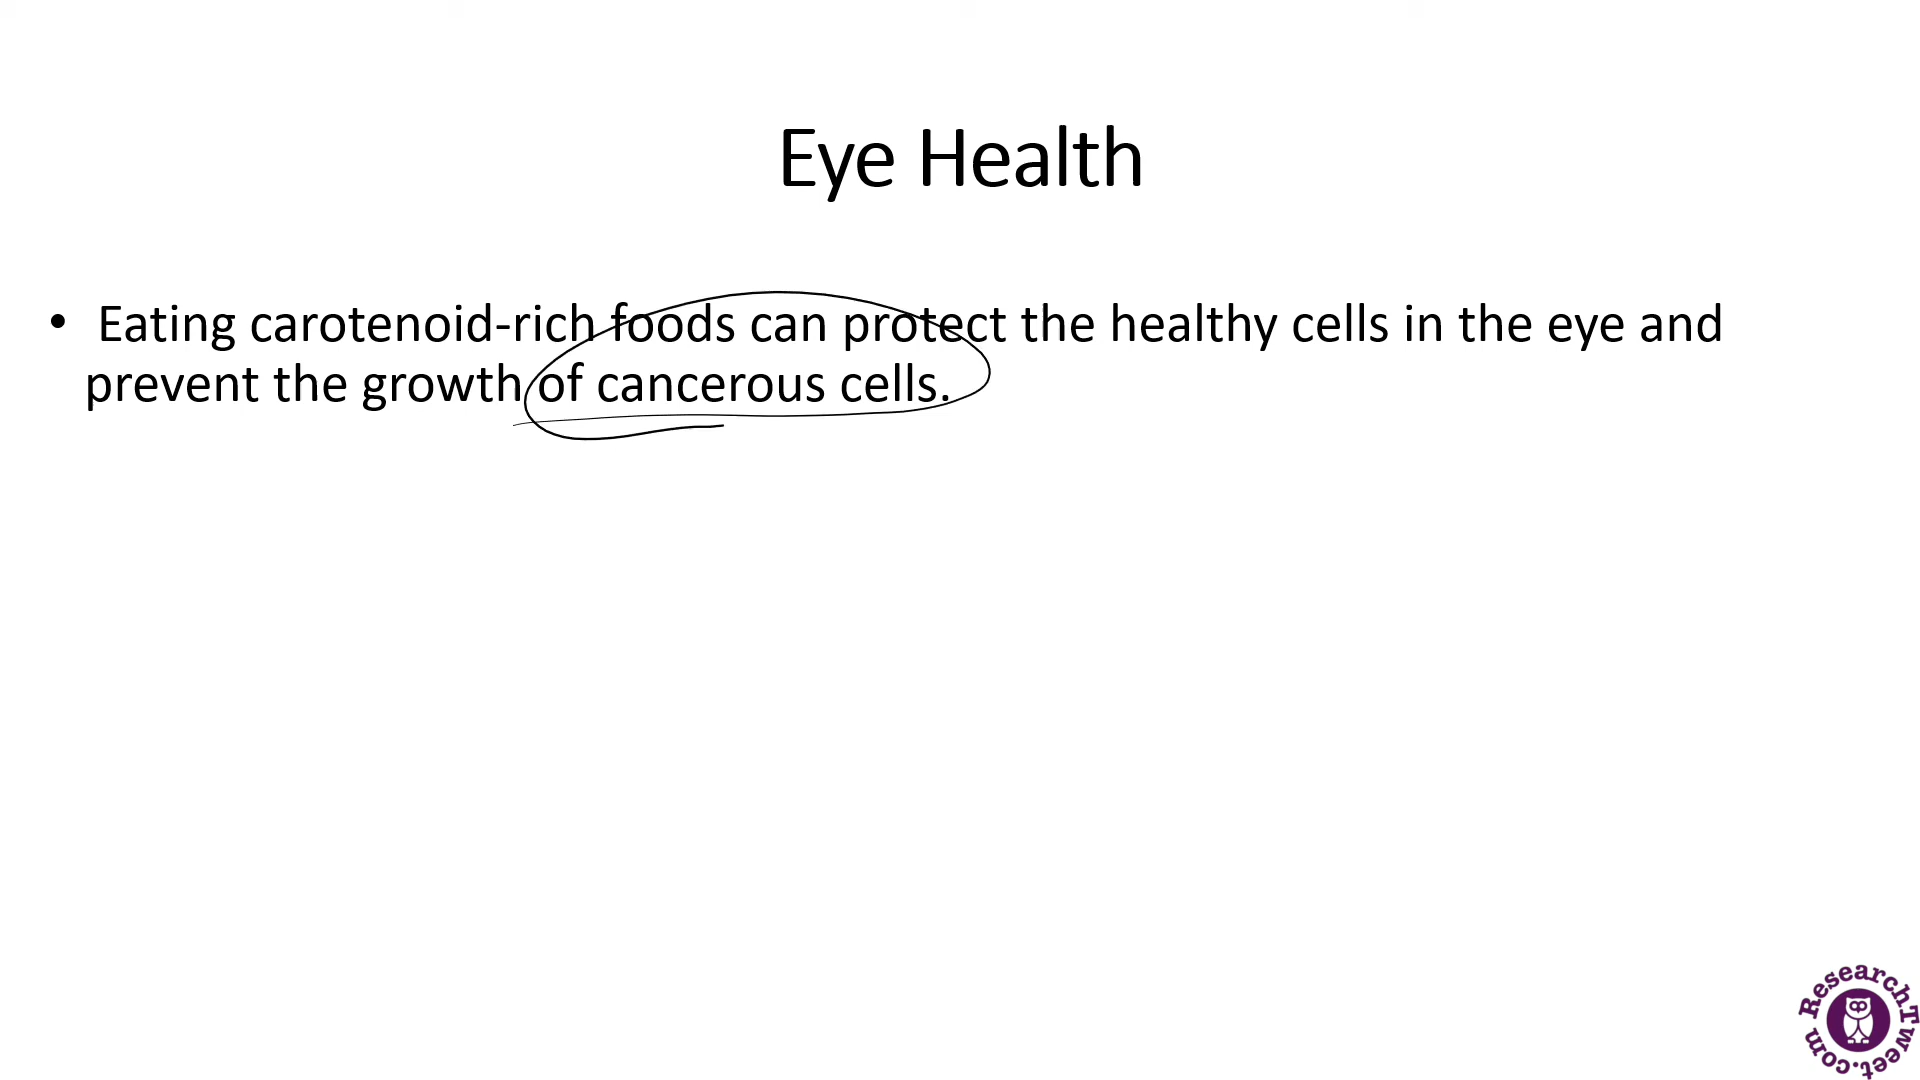 Eye Health
• Eating carotenoid-rich foods can protect the healthy cells in the eye and
prevent the growth of cancerous cells.
ResearchTweet.com